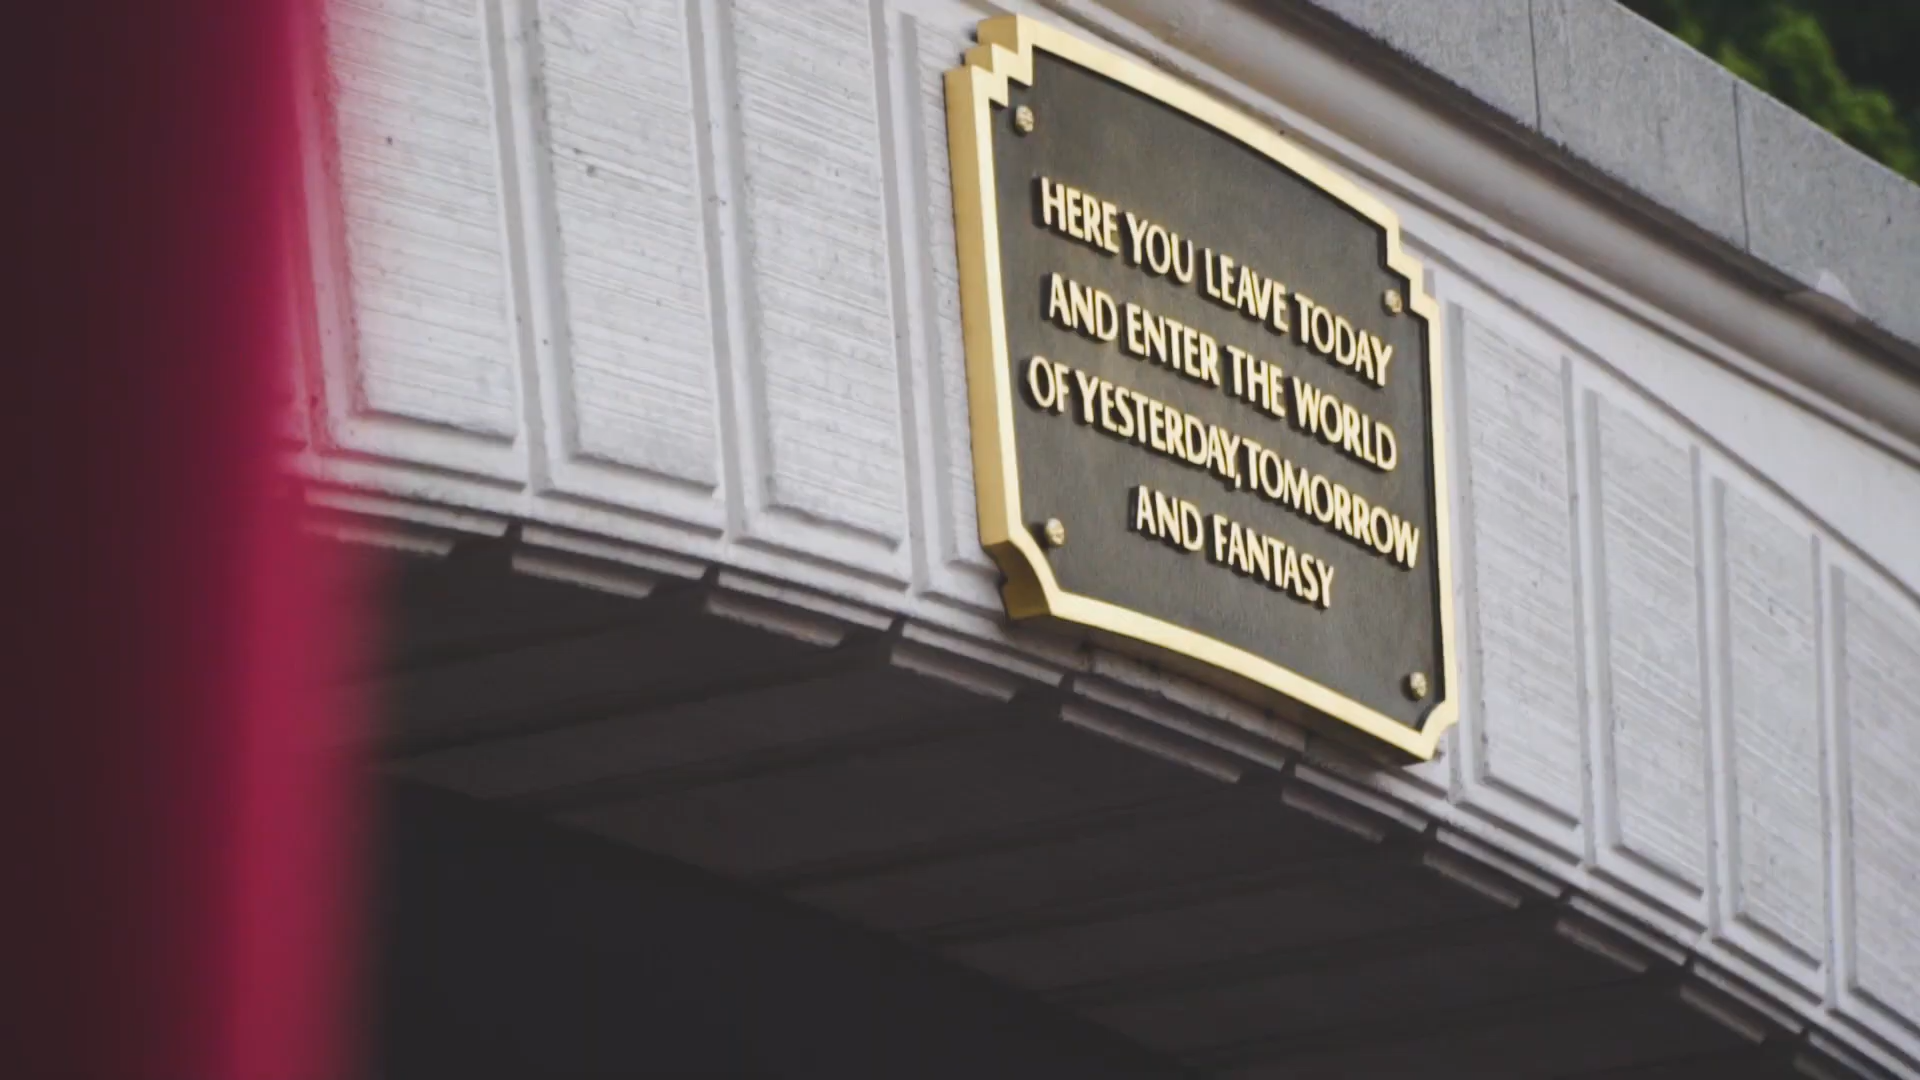 HERE YOU LEAVE TODAY
AND ENTER THE WORLD
OF YESTERDAY, TOMORROW
AND FANTASY